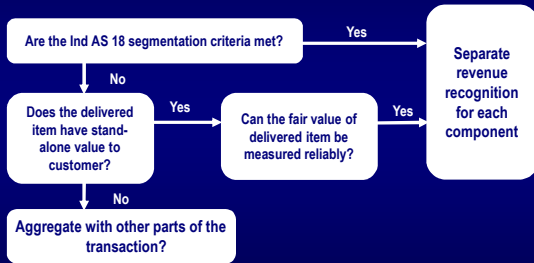 Are the Ind AS 18 segmentation criteria met?
Yes
Separate
revenue
recognition
for each
component
No
Does the delivered
item have stand-
alone value to
customer?
Yes
Can the fair value of
delivered item be
measured reliably?
Yes
No
Aggregate with other parts of the
transaction?